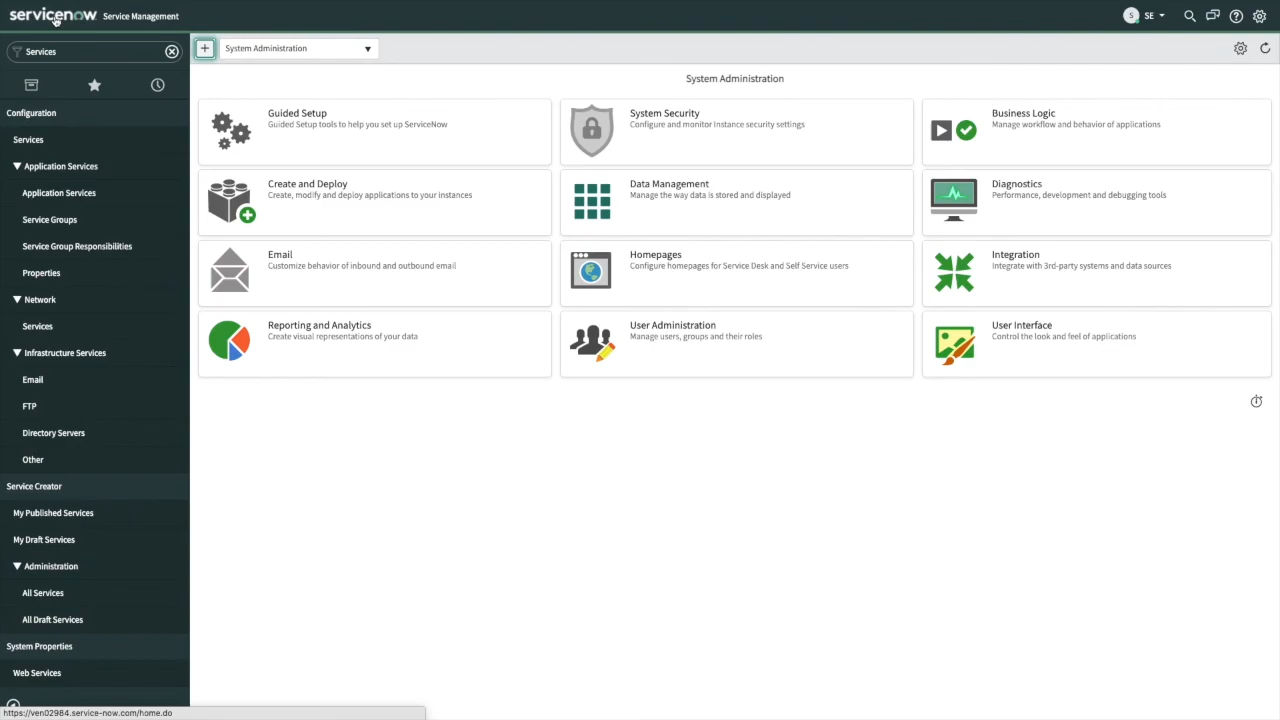 servicenow Service Management
SE
Services
System Administration
System Administration
Configuration
Services
Application Services
Application Services
Service Groups
Service Group Responsibilities
Properties
Network
Services
Infrastructure Services
Email
FTP
Directory Servers
Other
Service Creator
My Published Services
My Draft Services
Administration
All Services
All Draft Services
System Properties
Web Services
Guided Setup
Guided Setup tools to help you set up ServiceNow
System Security
Configure and monitor Instance security settings
Business Logic
Manage workflow and behavior of applications
Create and Deploy
Create, modify and deploy applications to your instances
Data Management
Manage the way data is stored and displayed
Diagnostics
Performance, development and debugging tools
Email
Customize behavior of inbound and outbound email
Homepages
Configure homepages for Service Desk and Self Service users
Integration
Integrate with 3rd-party systems and data sources
Reporting and Analytics
Create visual representations of your data
User Administration
Manage users, groups and their roles
User Interface
Control the look and feel of applications
https://ven02984.service-now.com/home.do